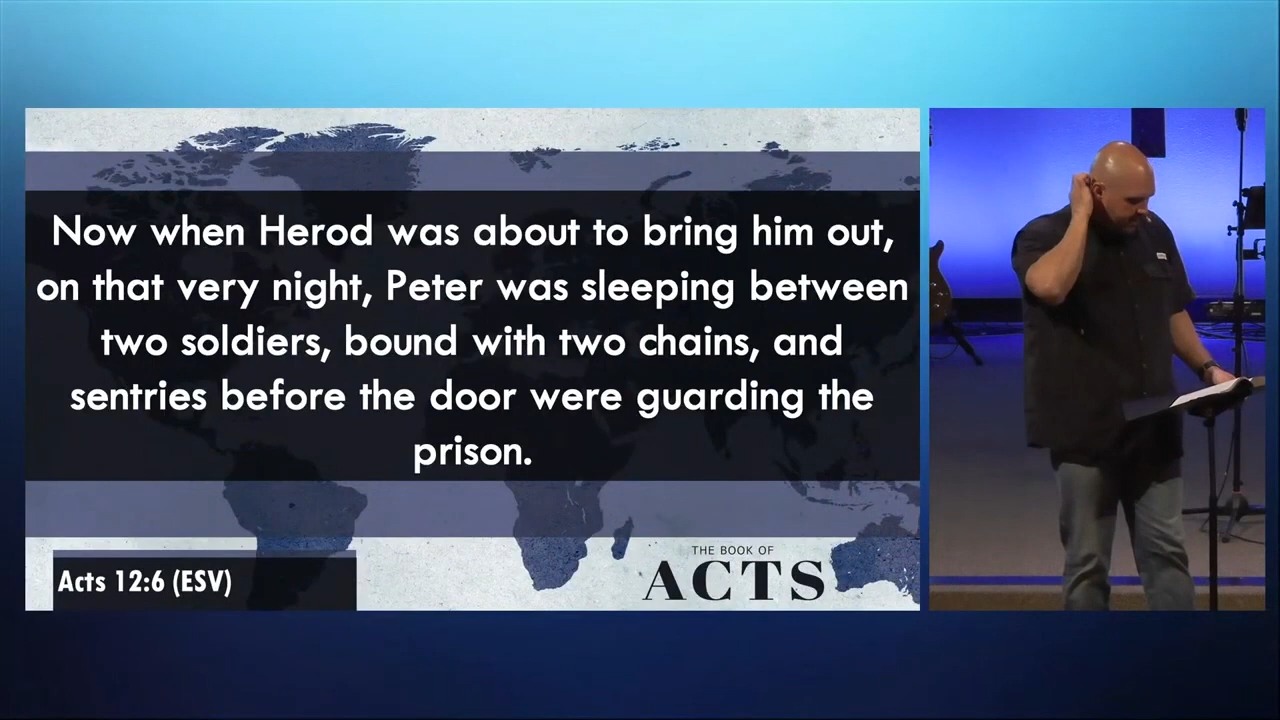 Now when Herod was about to bring him out,
on that very night, Peter was sleeping between
two soldiers, bound with two chains, and
sentries before the door were guarding the
prison.
Acts 12:6 (ESV)
THE BOOK OF
ACTS